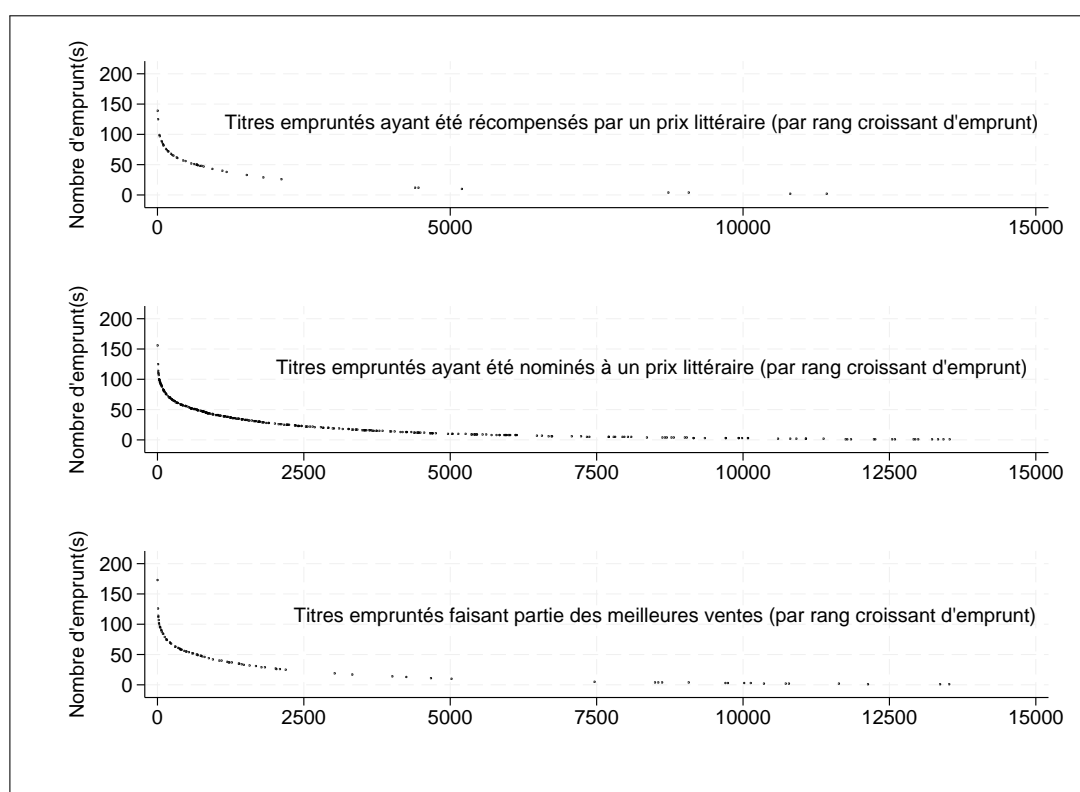 Nombre d'emprunt(s)
200
150
100
50
0
Titres empruntés ayant été récompensés par un prix littéraire (par rang croissant d'emprunt)
0 5000 10000 15000
Nombre d'emprunt(s)
200
150
100
50
0
Titres empruntés ayant été nominés à un prix littéraire (par rang croissant d'emprunt)
0 2500 5000 7500 10000 12500 15000
Nombre d'emprunt(s)
200
150
100
50
0
Titres empruntés faisant partie des meilleures ventes (par rang croissant d'emprunt)
0 2500 5000 7500 10000 12500 15000